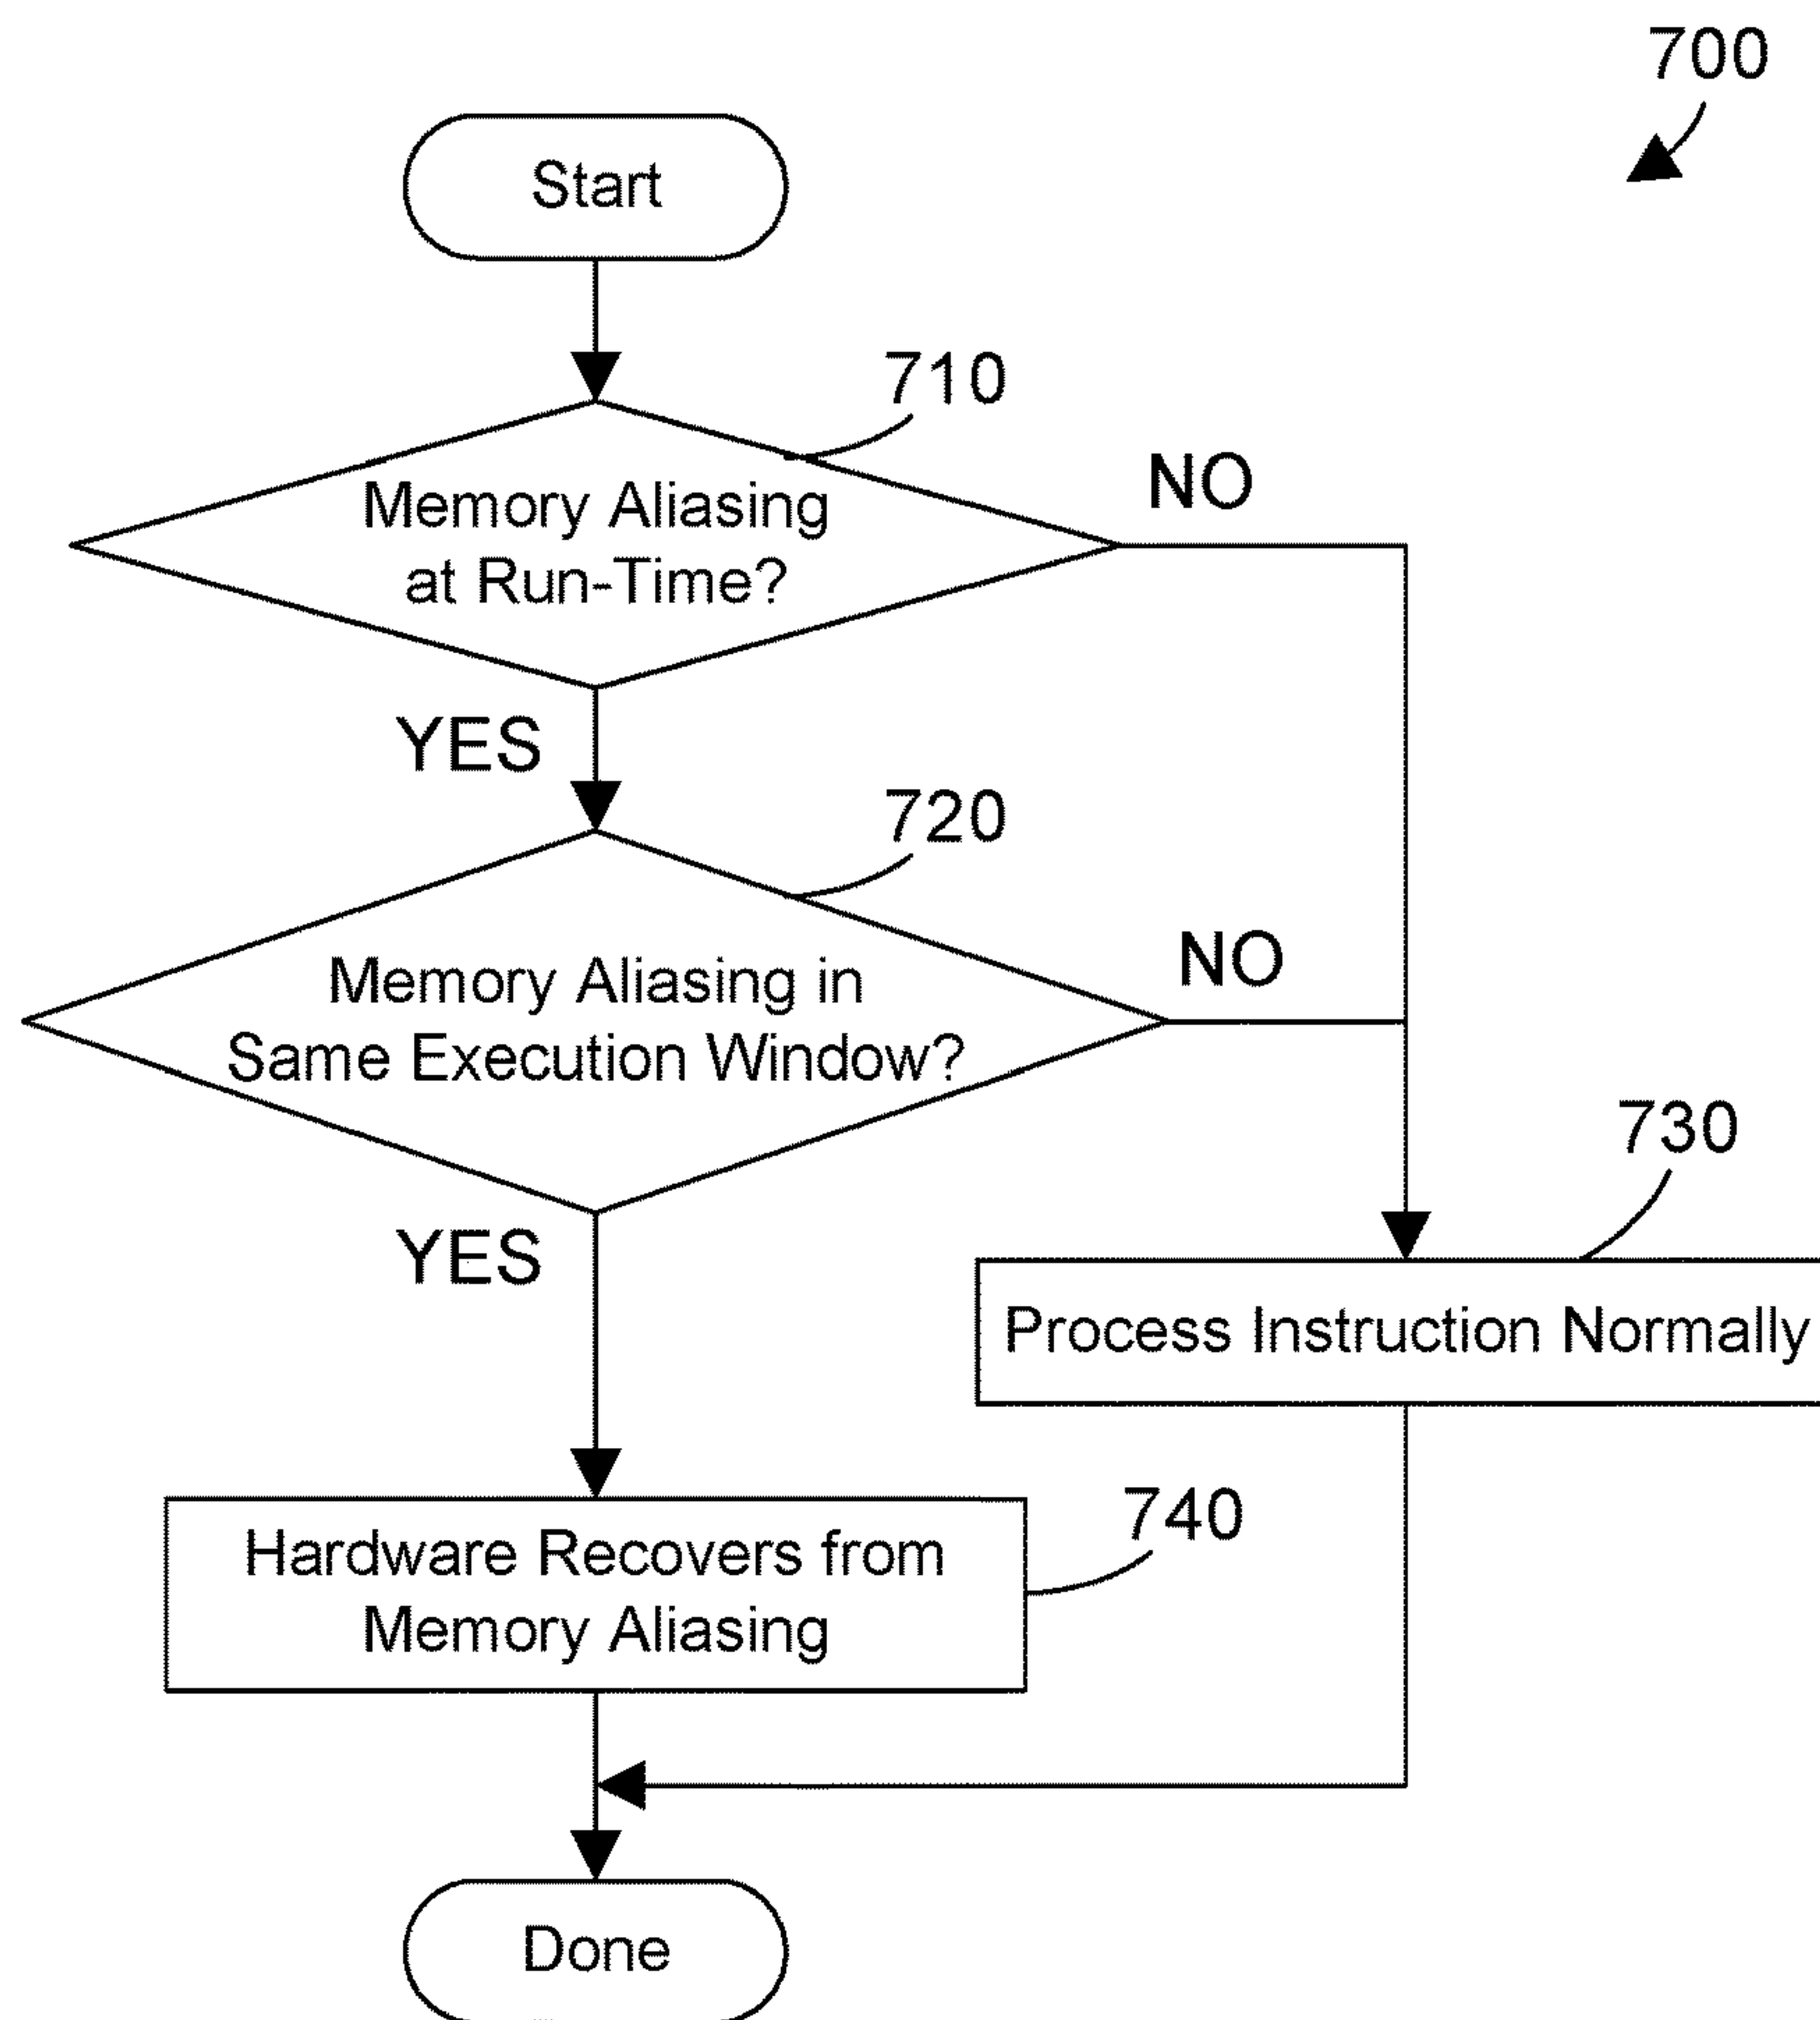 700
Start
710
Memory Aliasing
at Run-Time?
NO
YES
720
Memory Aliasing in
Same Execution Window?
NO
YES
730
Process Instruction Normally
740
Hardware Recovers from
Memory Aliasing
Done